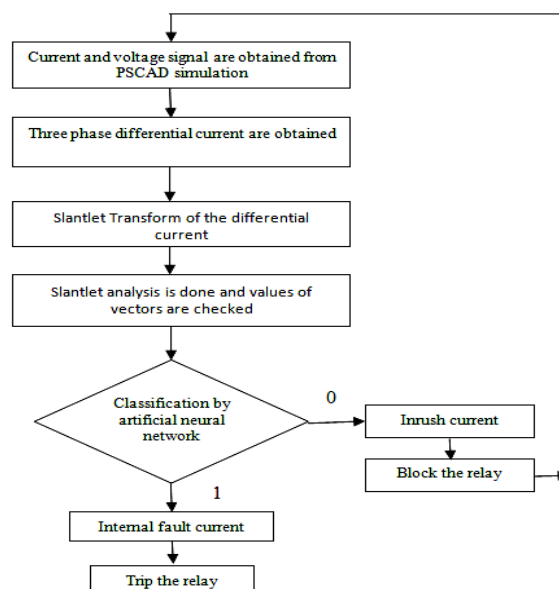 Current and voltage signal are obtained from
PSCAD simulation
Three phase differential current are obtained
Slantlet Transform of the differential
current
Slantlet analysis is done and values of
vectors are checked
Classification by
artificial neural
network
0
Inrush current
Block the relay
1
Internal fault current
Trip the relay